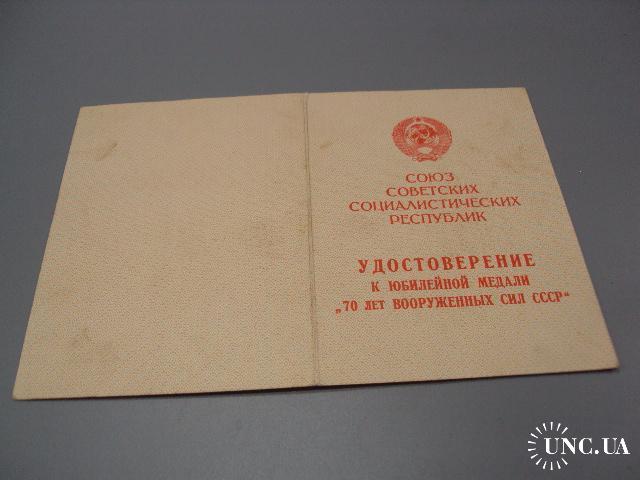 СОЮЗ
СОВЕТСКИХ
СОЦИАЛИСТИЧЕСКИХ
РЕСПУБЛИК
УДОСТОВЕРЕНИЕ
К ЮБИЛЕЙНОЙ МЕДАЛИ
„70 ЛЕТ ВООРУЖЕННЫХ СИЛ СССР“
UNC.UA